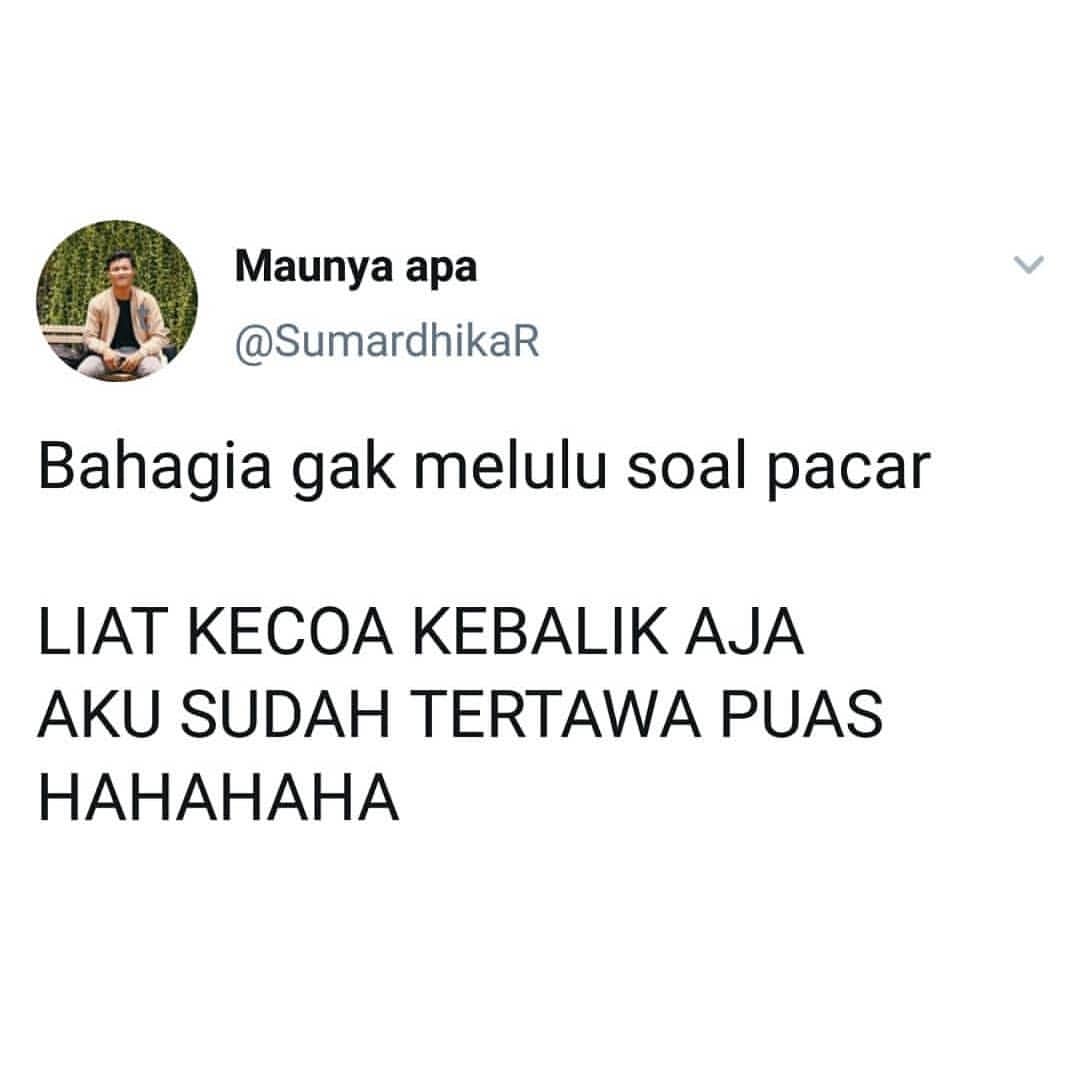 Maunya apa
@SumardhikaR
Bahagia gak melulu soal pacar
LIAT KECOA KEBALIK AJA
AKU SUDAH TERTAWA PUAS
HAHAHAHA